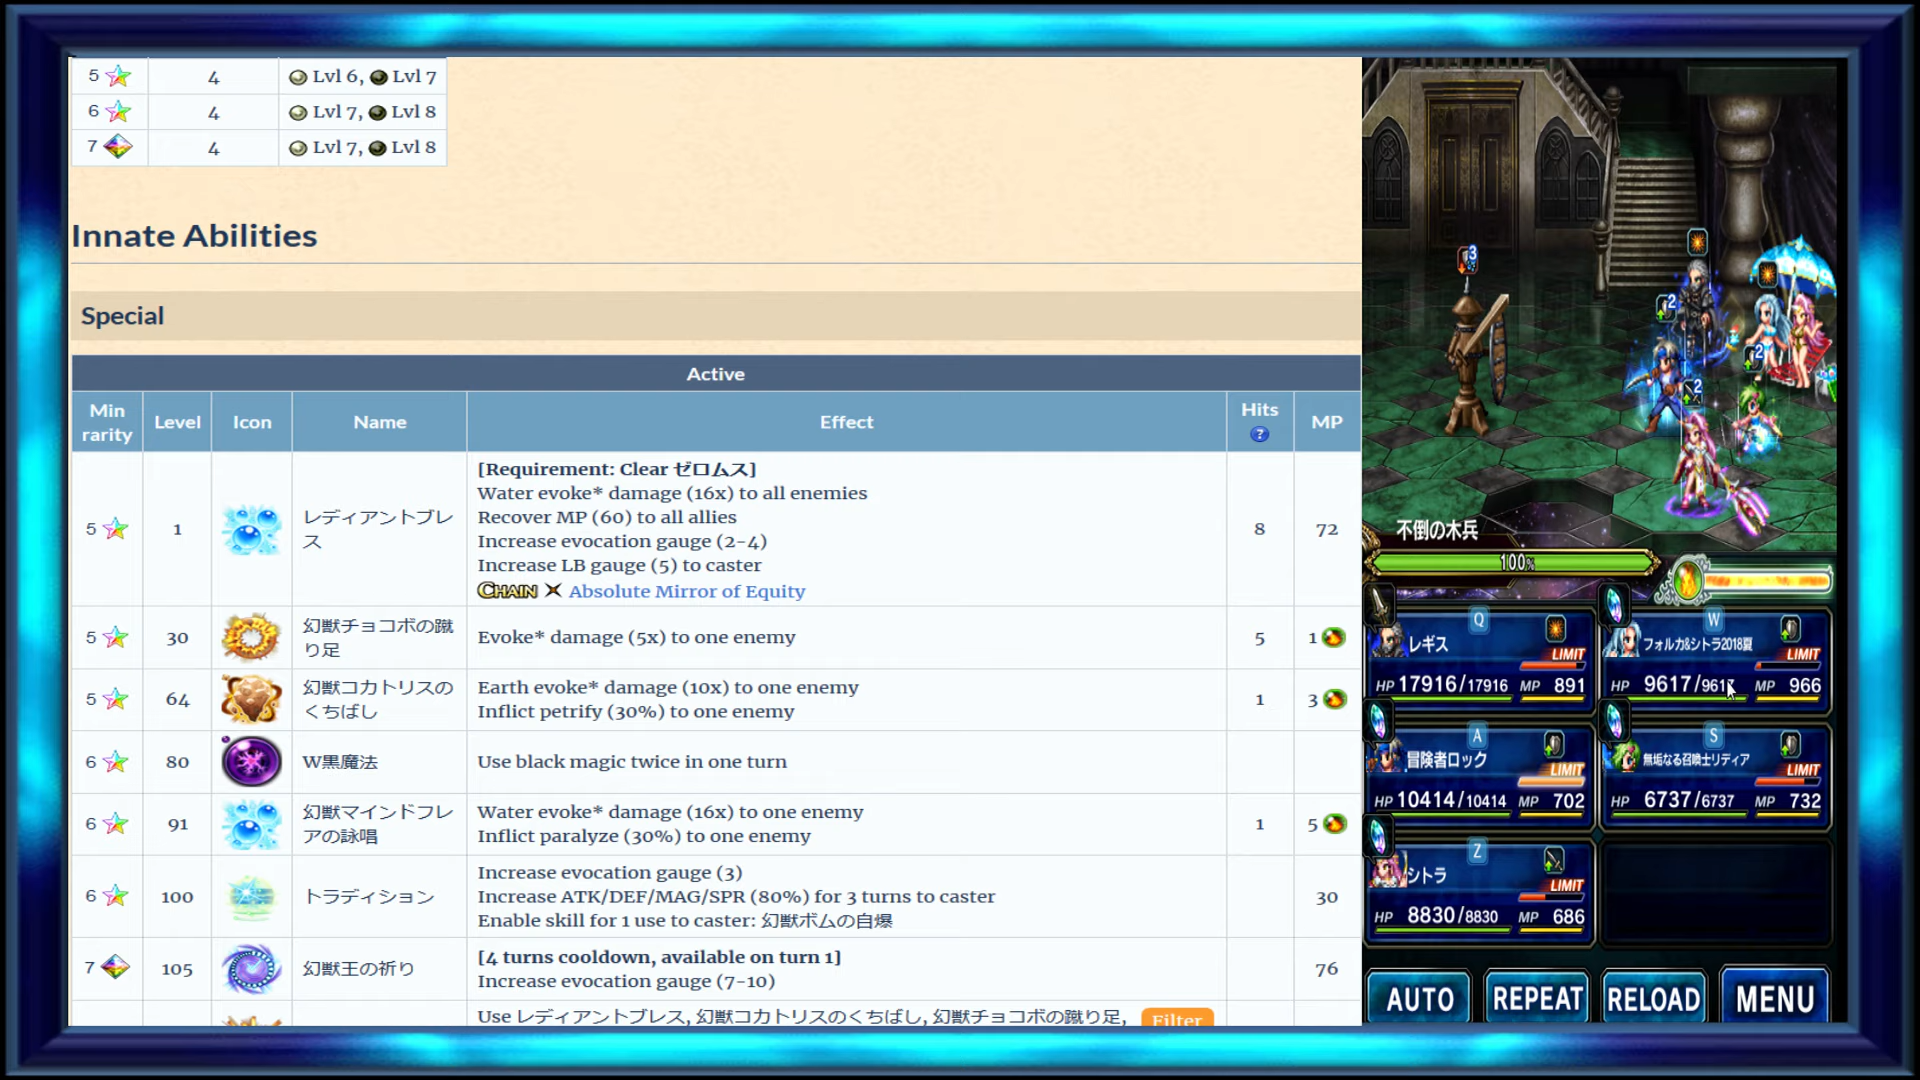 5 4 Lvl 6, Lvl 7
6 4 Lvl 7, Lvl 8
7 4 Lvl 7, Lvl 8
Innate Abilities
Special
Active
Min rarity Level Icon Name Effect Hits ? MP
[Requirement: Clear ゼロムス]
Water evoke* damage (16x) to all enemies
Recover MP (60) to all allies
Increase evocation gauge (2-4)
Increase LB gauge (5) to caster
CHAIN Absolute Mirror of Equity
5 1 レディアントブレス 8 72
5 30 幻獣チョコボの蹴り足 Evoke* damage (5x) to one enemy 5 1
5 64 幻獣コカトリスのくちばし
Earth evoke* damage (10x) to one enemy
Inflict petrify (30%) to one enemy
1 3
6 80 W黒魔法 Use black magic twice in one turn
6 91 幻獣マインドフレアの詠唱
Water evoke* damage (16x) to one enemy
Inflict paralyze (30%) to one enemy
1 5
6 100 トラディション
Increase evocation gauge (3)
Increase ATK/DEF/MAG/SPR (80%) for 3 turns to caster
Enable skill for 1 use to caster: 幻獣ボムの自爆
30
7 105 幻獣王の祈り
[4 turns cooldown, available on turn 1]
Increase evocation gauge (7-10)
76
Use レディアントブレス, 幻獣コカトリスのくちばし, 幻獣チョコボの蹴り足,
Filter
3
2
2
2
不倒の木兵
100%
Q
レギス
LIMIT
HP 17916/17916 MP 891
W
フォルカ&シトラ2018夏
LIMIT
HP 9617/9617 MP 966
A
冒険者ロック
LIMIT
HP 10414/10414 MP 702
S
無垢なる召喚士リディア
LIMIT
HP 6737/6737 MP 732
Z
シトラ
LIMIT
HP 8830/8830 MP 686
AUTO REPEAT RELOAD MENU